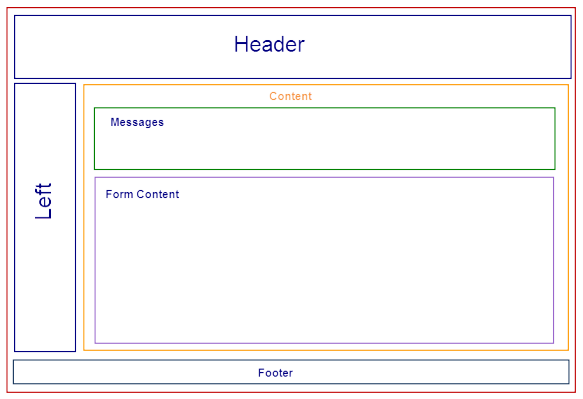 Header
Left
Content
Messages
Form Content
Footer